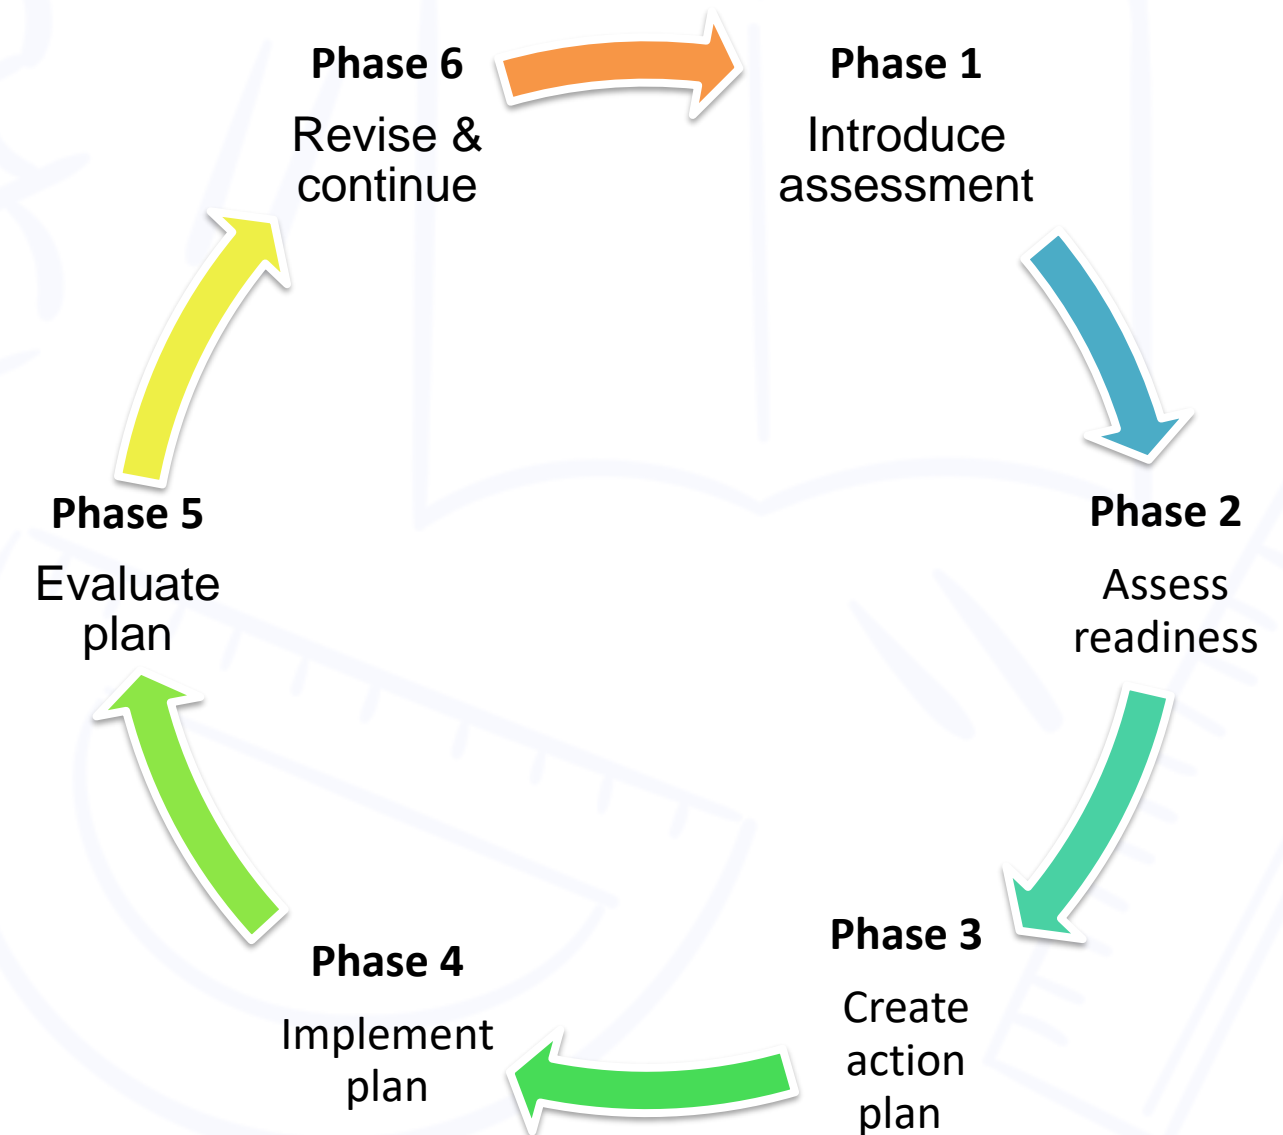 Phase 1
Introduce
assessment
Phase 2
Assess
readiness
Phase 3
Create
action
plan
Phase 4
Implement
plan
Phase 5
Evaluate
plan
Phase 6
Revise &
continue